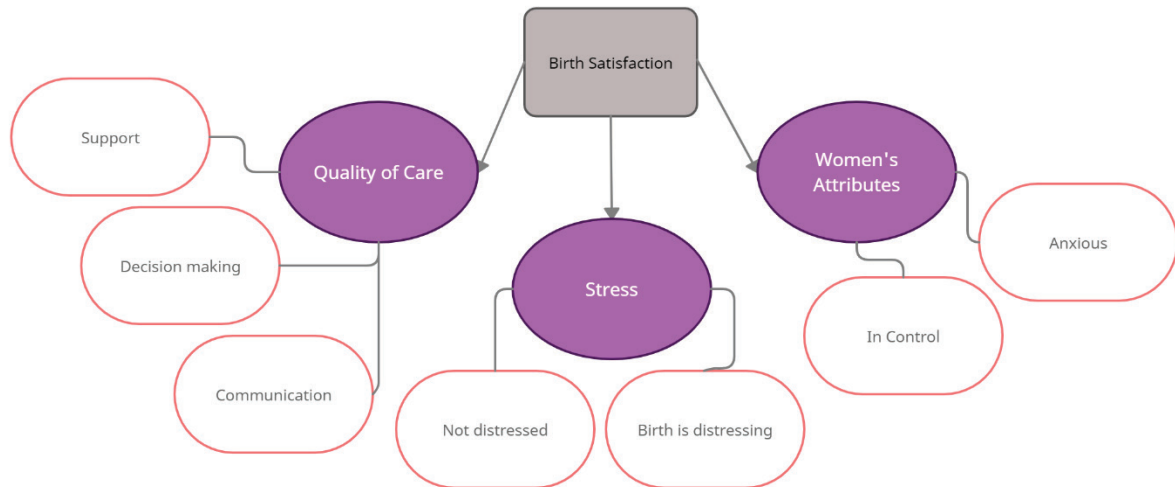 Birth Satisfaction
Support
Quality of Care
Women's
Attributes
Anxious
Decision making
Stress
In Control
Communication
Not distressed
Birth is distressing